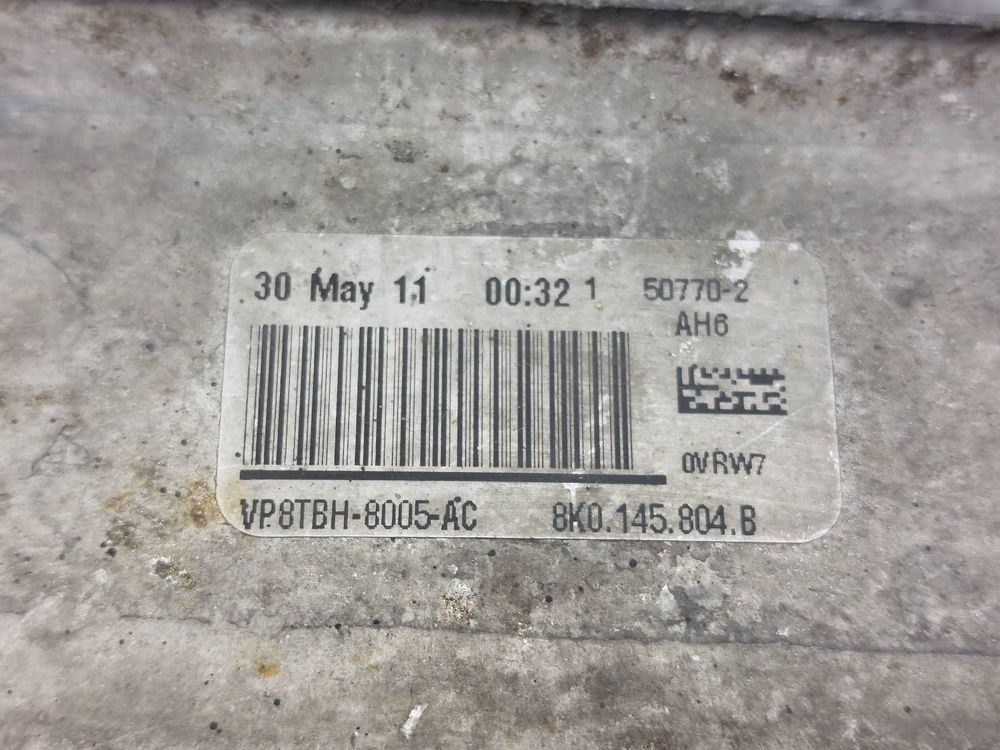 30 May 11 00:32 1 50770-2
AH6
0VRW7
VP8TBH-8005-AC 8K0.145.804.B